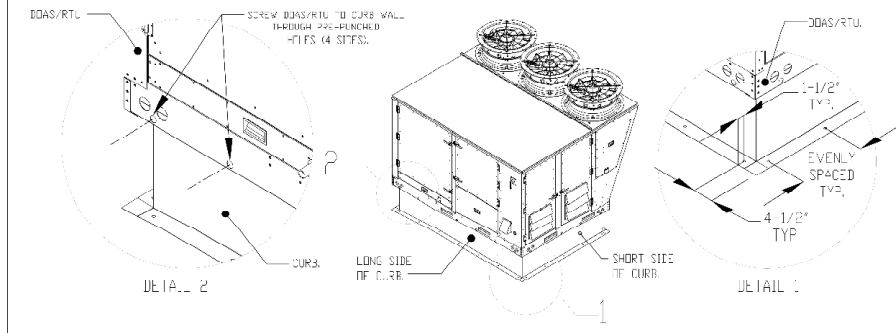 DOAS/RTU
SCREW DOAS/RTU TO CURB WALL
THROUGH PRE-PUNCHED
HOLES (4 SIDES).
2
CURB.
DETAIL 2
LONG SIDE
OF CURB.
SHORT SIDE
OF CURB.
1
DOAS/RTU.
1-1/2"
TYP.
EVENLY
SPACED
TYP.
4-1/2"
TYP
DETAIL 1